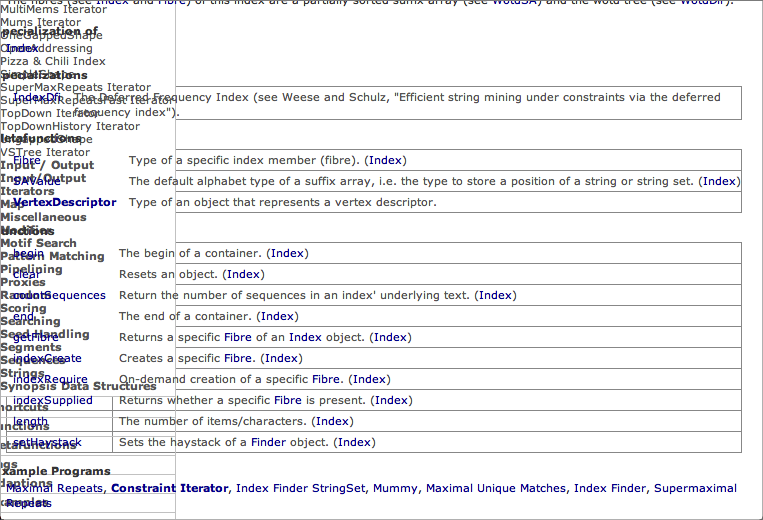 The fibres (see Index and Fibre) of this index are a partially sorted suffix array (see WotdSA) and the wotd tree (see WotdDir).
MultiMems Iterator
Mums Iterator
pecialization of
OneGappedShape
OpenAddressing
Index
Pizza & Chili Index
SimpleShape
pecializations
SuperMaxRepeats Iterator
SuperMaxRepeatsFast Iterator
IndexDfi The Deferred Frequency Index (see Weese and Schulz, "Efficient string mining under constraints via the deferred
frequency index").
TopDown Iterator
TopDownHistory Iterator
UngappedShape
etafunctions
VSTree Iterator
Fibre Type of a specific index member (fibre). (Index)
Input / Output
Input/Output
SAValue The default alphabet type of a suffix array, i.e. the type to store a position of a string or string set. (Index)
Iterators
Map
VertexDescriptor Type of an object that represents a vertex descriptor.
Miscellaneous
Modifier
unctions
Motif Search
begin The begin of a container. (Index)
Pattern Matching
Pipelining
clear Resets an object. (Index)
Proxies
Random
countSequences Return the number of sequences in an index' underlying text. (Index)
Scoring
end The end of a container. (Index)
Searching
Seed Handling
getFibre Returns a specific Fibre of an Index object. (Index)
Segments
Sequences
indexCreate Creates a specific Fibre. (Index)
Strings
indexRequire On-demand creation of a specific Fibre. (Index)
Synopsis Data Structures
indexSupplied Returns whether a specific Fibre is present. (Index)
hortcuts
length The number of items/characters. (Index)
unctions
setHaystack Sets the haystack of a Finder object. (Index)
etafunctions
ags
xample Programs
daptions
Maximal Repeats, Constraint Iterator, Index Finder StringSet, Mummy, Maximal Unique Matches, Index Finder, Supermaximal
Repeats
xamples